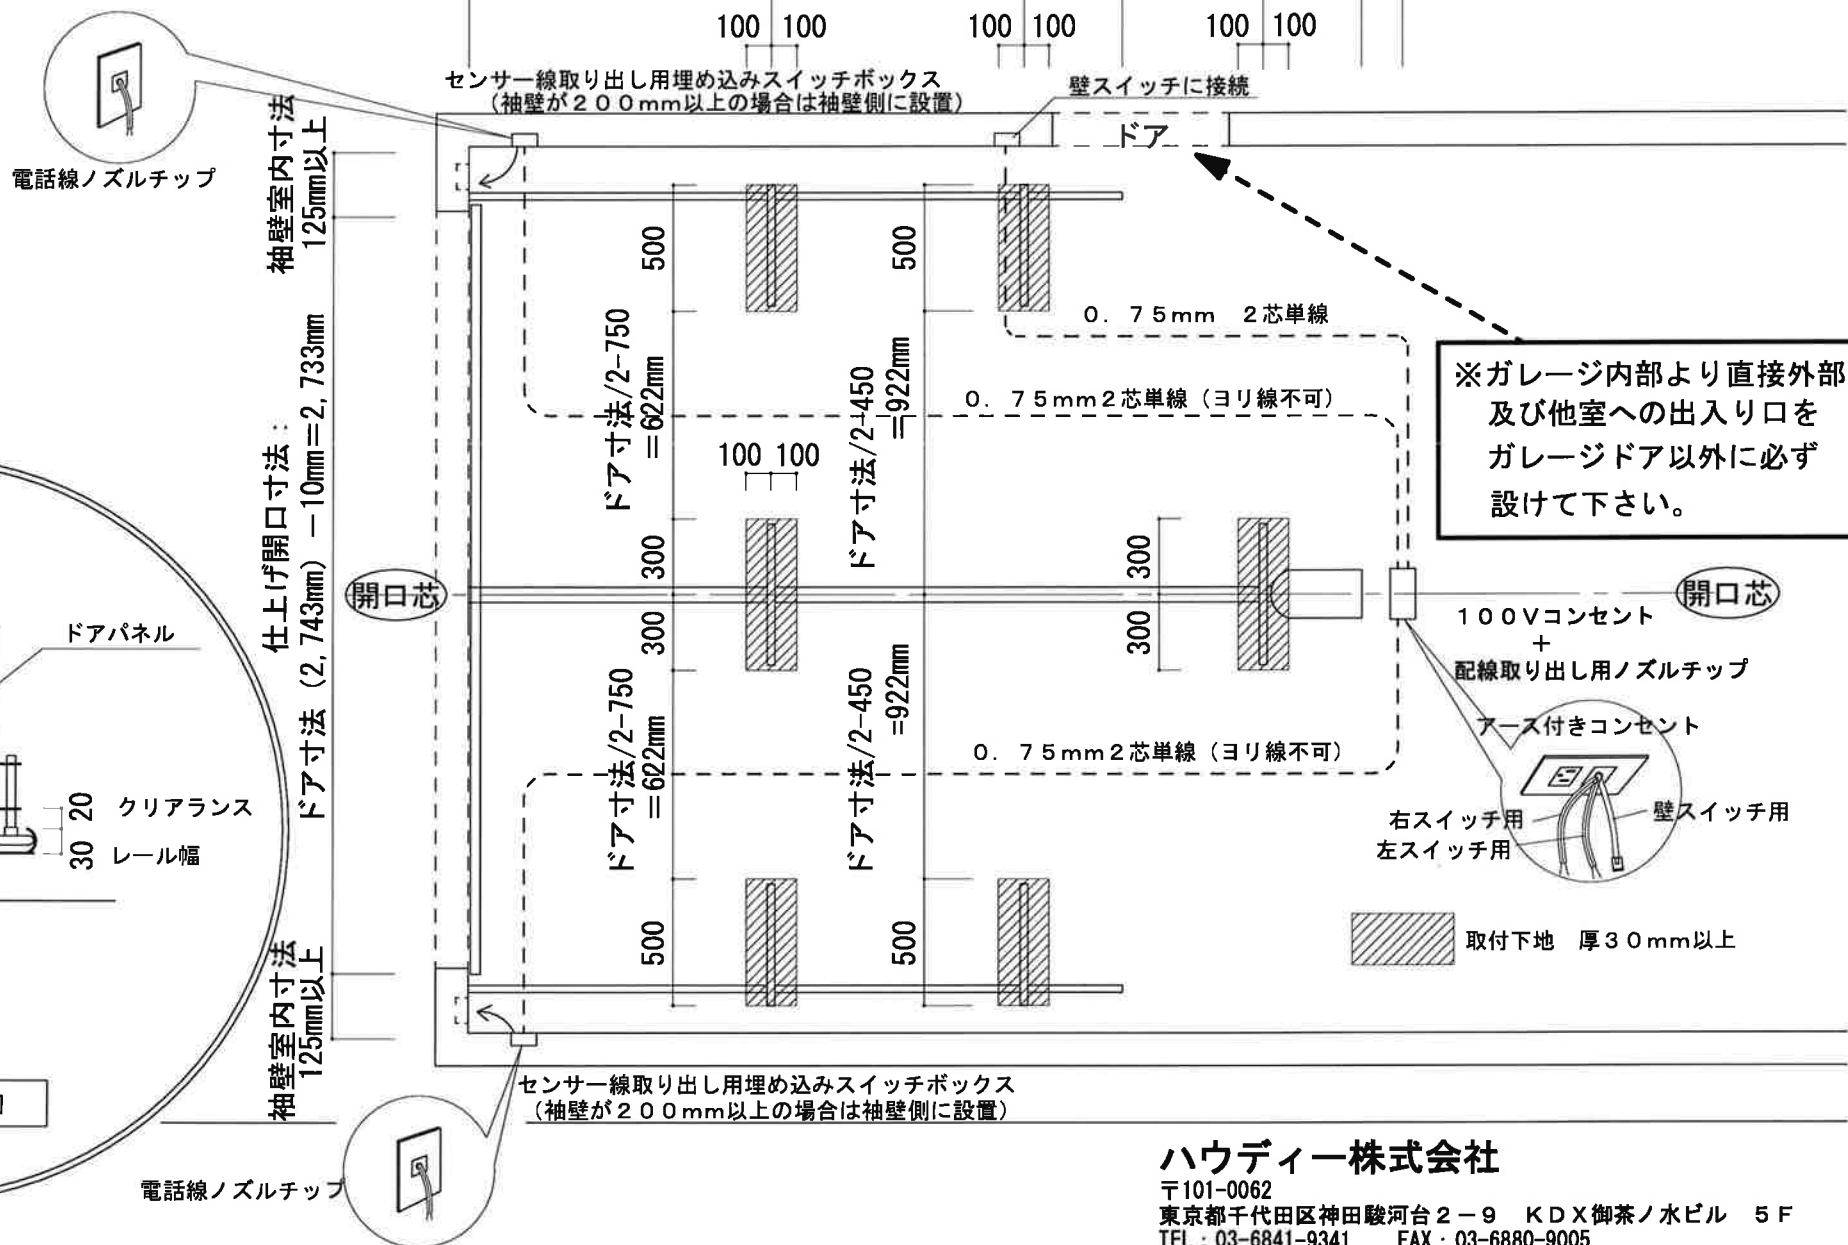 100 100
100 100
100 100
センサー線取り出し用埋め込みスイッチボックス
（袖壁が２００mm以上の場合は袖壁側に設置）
壁スイッチに接続
ドア
電話線ノズルチップ
袖壁室内寸法
125mm以上
500
500
０．７５mm　２芯単線
ドア寸法/2-750
＝622mm
ドア寸法/2-450
=922mm
０．７５mm２芯単線（ヨリ線不可）
※ガレージ内部より直接外部
及び他室への出入り口を
ガレージドア以外に必ず
設けて下さい。
仕上げ開口寸法：
ドア寸法（2,743mm）－10mm＝2,733mm
100 100
300
300
300
300
開口芯
開口芯
１００Vコンセント
＋
配線取り出し用ノズルチップ
アース付きコンセント
右スイッチ用
左スイッチ用
壁スイッチ用
ドアパネル
20 クリアランス
30 レール幅
ドア寸法/2-750
＝622mm
ドア寸法/2-450
=922mm
０．７５mm２芯単線（ヨリ線不可）
500
500
取付下地　厚３０mm以上
袖壁室内寸法
125mm以上
センサー線取り出し用埋め込みスイッチボックス
（袖壁が２００mm以上の場合は袖壁側に設置）
電話線ノズルチップ
ハウディー株式会社
〒101-0062
東京都千代田区神田駿河台２－９　ＫＤＸ御茶ノ水ビル　５Ｆ
TEL：03-6841-9341　　FAX：03-6880-9005